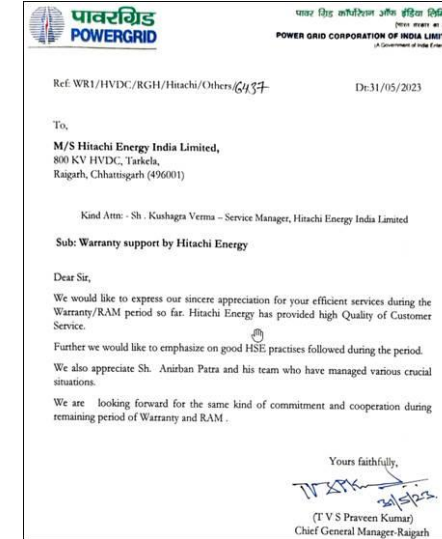 पावरग्रिड
POWERGRID
पावर ग्रिड कॉर्पोरेशन ऑफ इंडिया
POWER GRID CORPORATION OF INDIA LIMI
Ref: WR1/HVDC/RGH/Hitachi/Others/6437
Dt:31/05/2023
To,
M/S Hitachi Energy India Limited,
800 KV HVDC, Tarkela,
Raigarh, Chhattisgarh (496001)
Kind Attn: - Sh . Kushagra Verma – Service Manager, Hitachi Energy India Limited
Sub: Warranty support by Hitachi Energy
Dear Sir,
We would like to express our sincere appreciation for your efficient services during the
Warranty/RAM period so far. Hitachi Energy has provided high Quality of Customer
Service.
Further we would like to emphasize on good HSE practises followed during the period.
We also appreciate Sh. Anirban Patra and his team who have managed various crucial
situations.
We are looking forward for the same kind of commitment and cooperation during
remaining period of Warranty and RAM .
Yours faithfully,
31/5/23.
(T V S Praveen Kumar)
Chief General Manager-Raigarh